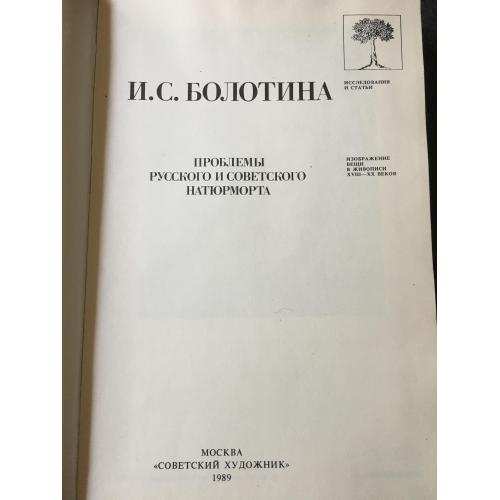 И.С. БОЛОТИНА
ИССЛЕДОВАНИЯ
И СТАТЬИ
ПРОБЛЕМЫ
РУССКОГО И СОВЕТСКОГО
НАТЮРМОРТА
ИЗОБРАЖЕНИЕ
ВЕЩИ
В ЖИВОПИСИ
XVIII—XX ВЕКОВ
МОСКВА
«СОВЕТСКИЙ ХУДОЖНИК»
1989